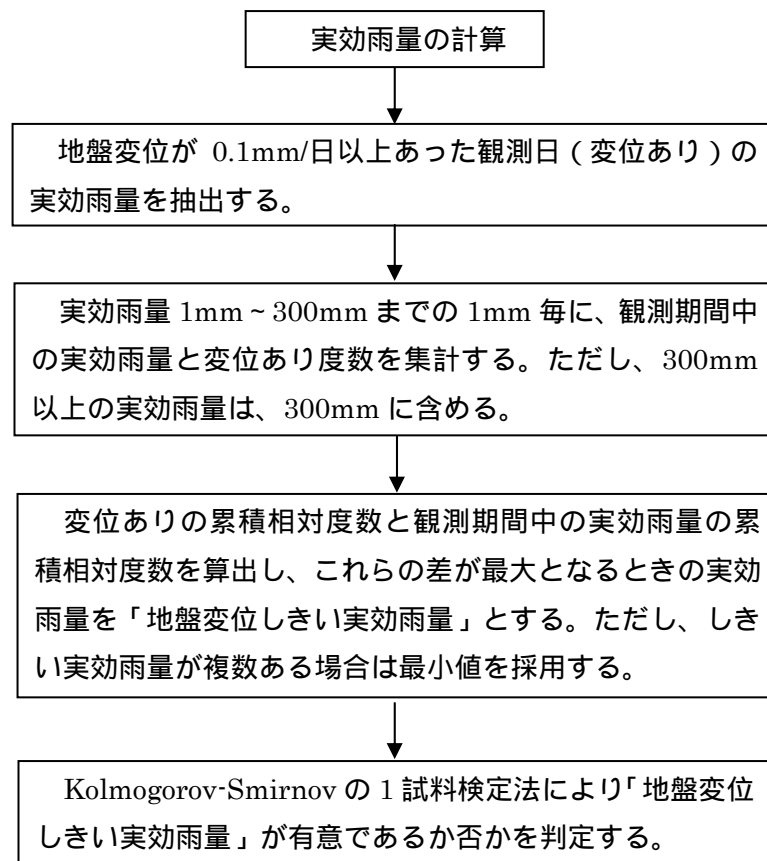 実効雨量の計算
地盤変位が 0.1mm/日以上あった観測日(変位あり)の
実効雨量を抽出する。
実効雨量 1mm~300mm までの 1mm 毎に、観測期間中
の実効雨量と変位あり度数を集計する。ただし、300mm
以上の実効雨量は、300mm に含める。
変位ありの累積相対度数と観測期間中の実効雨量の累
積相対度数を算出し、これらの差が最大となるときの実効
雨量を「地盤変位しきい実効雨量」とする。ただし、しき
い実効雨量が複数ある場合は最小値を採用する。
Kolmogorov-Smirnov の 1 試料検定法により「地盤変位
しきい実効雨量」が有意であるか否かを判定する。